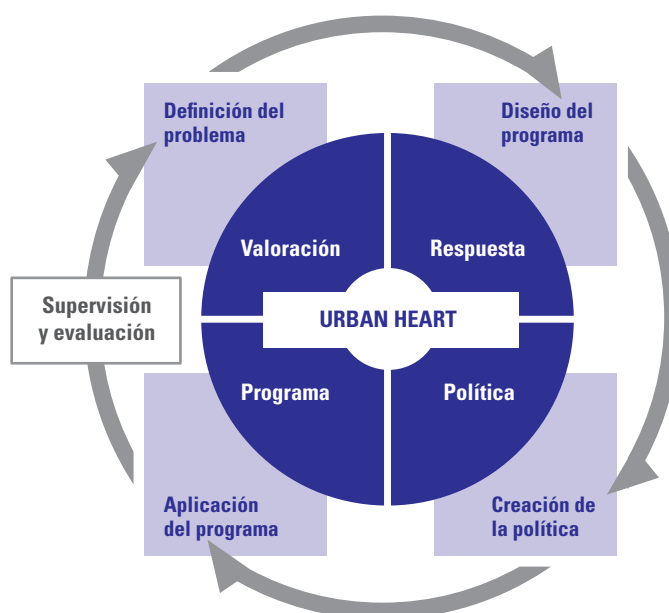 Definición del
problema
Diseño del
programa
Valoración
Respuesta
Supervisión
y evaluación
URBAN HEART
Programa
Política
Aplicación
del programa
Creación de
la política